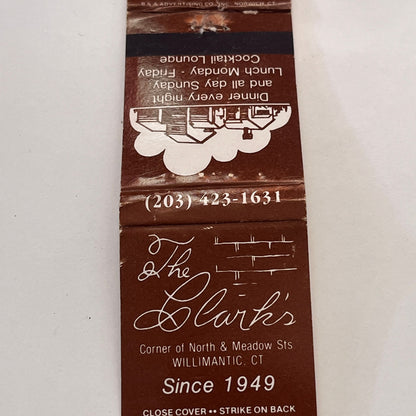 The
Clark's
Corner of North & Meadow Sts
WILLIMANTIC, CT
Since 1949
CLOSE COVER •• STRIKE ON BACK
(203) 423-1631
Dinner every night
and all day Sunday
Lunch Monday - Friday
Cocktail Lounge